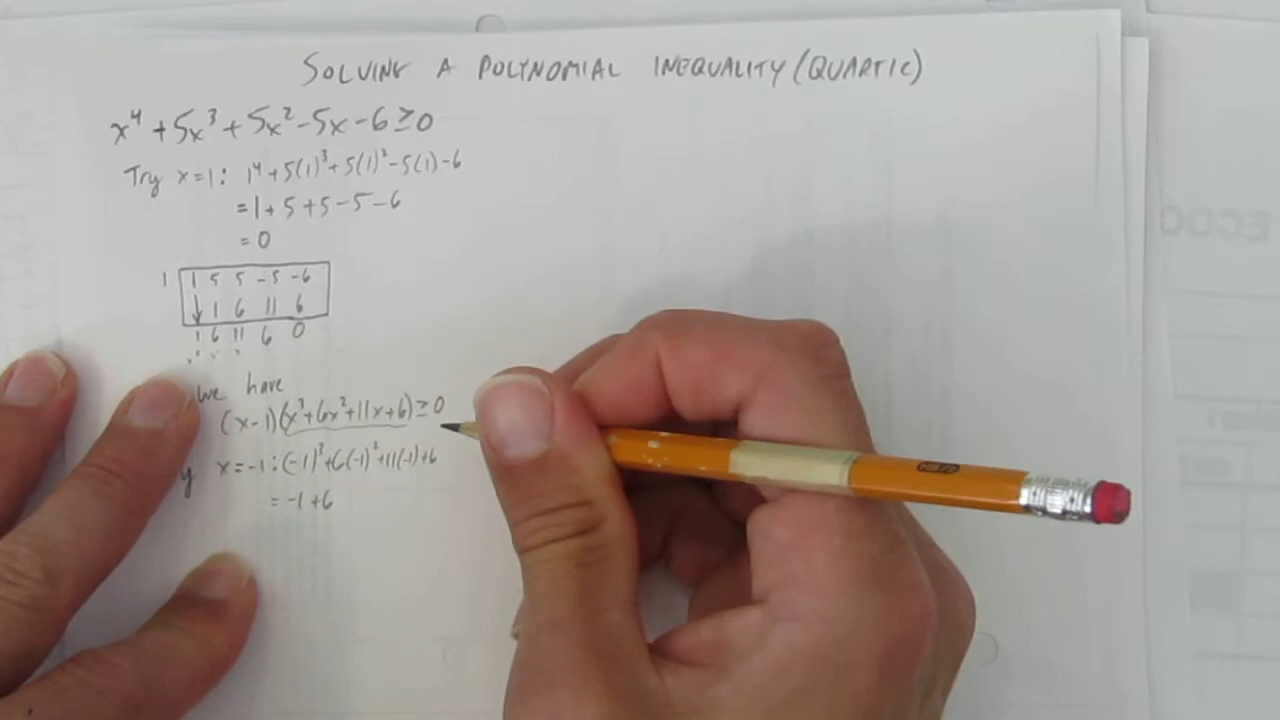 SOLVING A POLYNOMIAL INEQUALITY (QUARTIC)
x⁴ + 5x³ + 5x² - 5x - 6 ≥ 0
Try x = 1: 1⁴ + 5(1)³ + 5(1)² - 5(1) - 6
= 1 + 5 + 5 - 5 - 6
= 0
1 | 1 5 5 -5 -6
↓ 1 6 11 6
1 6 11 6 0
We have
(x-1)(x³+6x²+11x+6) ≥ 0
y x = -1: (-1)³+6(-1)²+11(-1)+6
= -1 + 6
ECOO